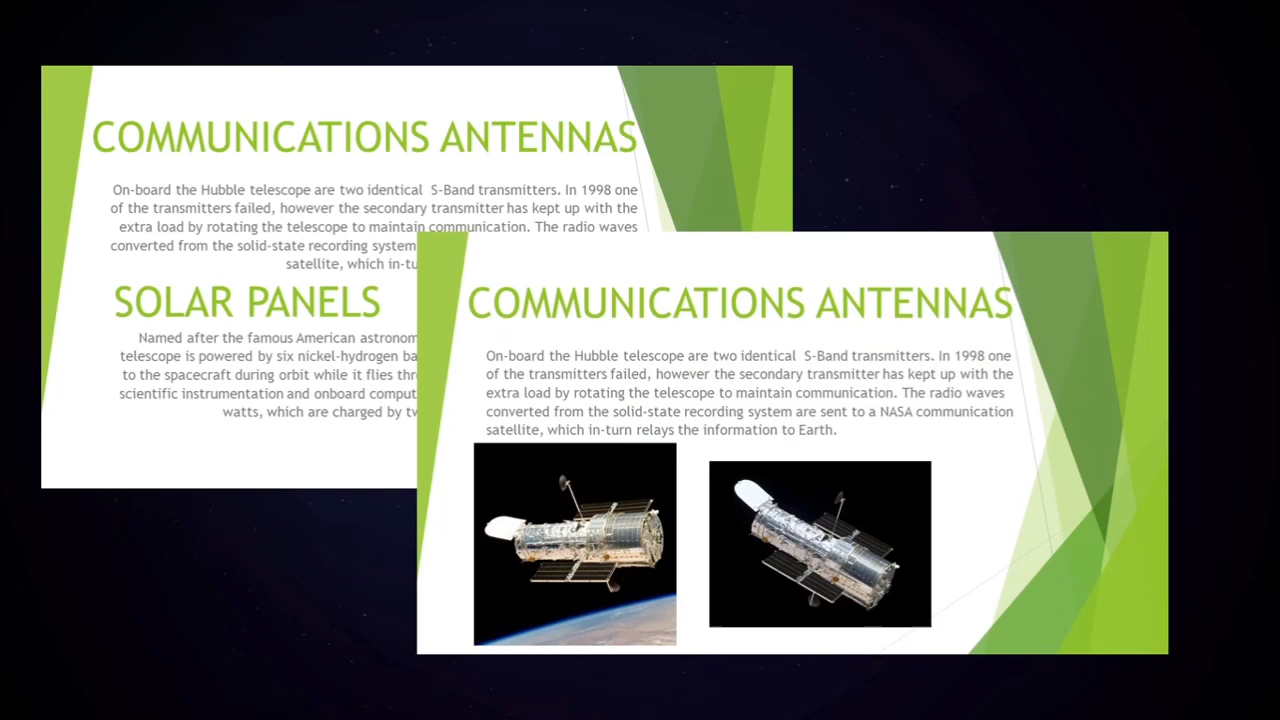 COMMUNICATIONS ANTENNAS
On-board the Hubble telescope are two identical S-Band transmitters. In 1998 one
of the transmitters failed, however the secondary transmitter has kept up with the
extra load by rotating the telescope to maintain communication. The radio waves
converted from the solid-state recording system
satellite, which in-tu
SOLAR PANELS
Named after the famous American astronom
telescope is powered by six nickel-hydrogen ba
to the spacecraft during orbit while it flies thr
scientific instrumentation and onboard comput
watts, which are charged by tw
COMMUNICATIONS ANTENNAS
On-board the Hubble telescope are two identical S-Band transmitters. In 1998 one
of the transmitters failed, however the secondary transmitter has kept up with the
extra load by rotating the telescope to maintain communication. The radio waves
converted from the solid-state recording system are sent to a NASA communication
satellite, which in-turn relays the information to Earth.